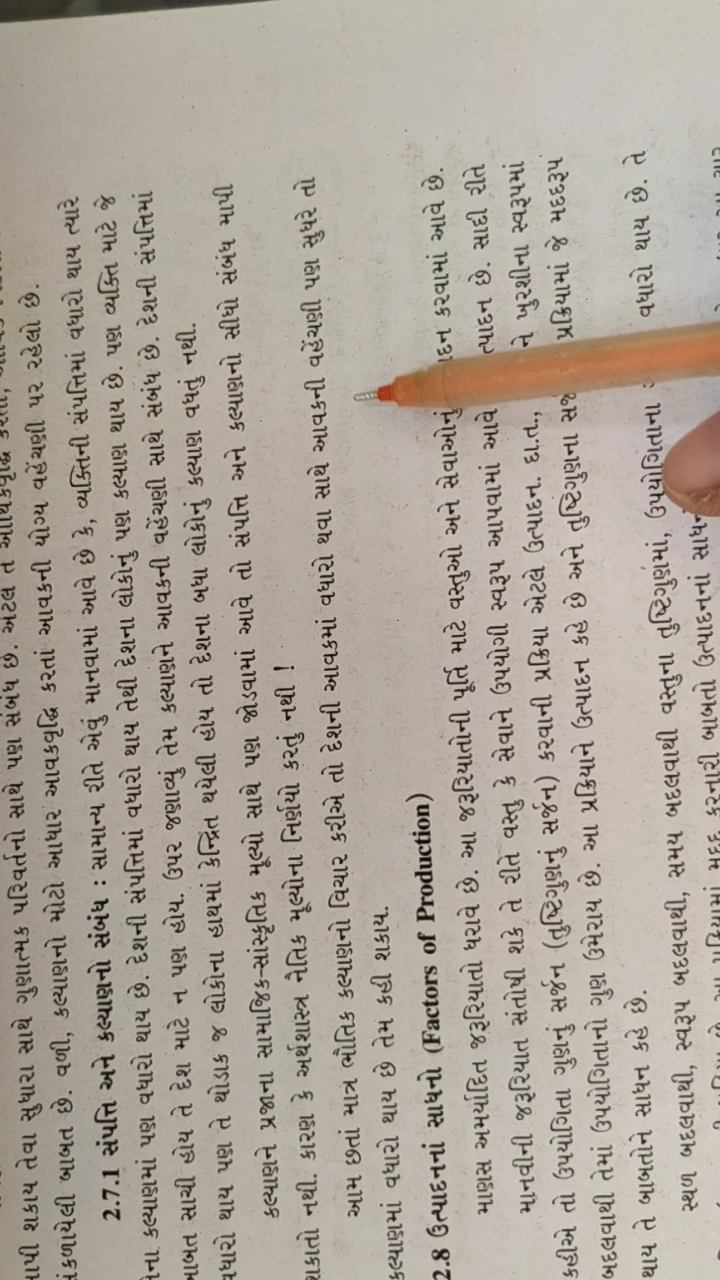 માપી શકાય તેવા સુધારા સાથે ગુણાત્મક પરિવર્તનો સાથે પણ સંબંધ છે. એટલે તે
સંકળાયેલી બાબત છે. વળી, કલ્યાણનો મોટો આધાર આવકવૃદ્ધિ કરતાં આવકની યોગ્ય વહેંચણી પર રહેલો છે.
2.7.1 સંપત્તિ અને કલ્યાણનો સંબંધ : સામાન્ય રીતે એવું માનવામાં આવે છે કે, વ્યક્તિની સંપત્તિમાં વધારો થાય ત્યારે
તેના કલ્યાણમાં પણ વધારો થાય છે. દેશની સંપત્તિમાં વધારો થાય તેથી દેશના લોકોનું પણ કલ્યાણ થાય છે. પણ વ્યક્તિ માટે જે
બાબત સાચી હોય તે દેશ માટે ન પણ હોય. ઉપર જણાવ્યું તેમ કલ્યાણને આવકની વહેંચણી સાથે સંબંધ છે. દેશની સંપત્તિમાં
વધારો થાય પણ તે થોડાક જ લોકોના હાથમાં કેન્દ્રિત થયેલી હોય તો દેશના બધા લોકોનું કલ્યાણ વધતું નથી.
કલ્યાણને પ્રજાના સામાજિક-સાંસ્કૃતિક મૂલ્યો સાથે પણ જોડવામાં આવે તો સંપત્તિ અને કલ્યાણનો સીધો સંબંધ માપી
શકાતો નથી. કારણ કે અર્થશાસ્ત્ર નૈતિક મૂલ્યોના નિર્ણયો કરતું નથી !
આમ છતાં માત્ર ભૌતિક કલ્યાણનો વિચાર કરીએ તો દેશની આવકમાં વધારો થવા સાથે આવકની વહેંચણી પણ સુધરે તો
કલ્યાણમાં વધારો થાય છે તેમ કહી શકાય.
2.8 ઉત્પાદનનાં સાધનો (Factors of Production)
માણસ અમર્યાદિત જરૂરિયાતો ધરાવે છે. આ જરૂરિયાતોની પૂર્તિ માટે વસ્તુઓ અને સેવાઓનું કરવામાં આવે છે.
માનવીની જરૂરિયાત સંતોષી શકે તે રીતે વસ્તુ કે સેવાને ઉપયોગી સ્વરૂપ આપવામાં આવે છે. સાદી રીતે
કહીએ તો ઉપયોગિતા ગુણનું સર્જન (તુષ્ટિગુણનું સર્જન) કરવાની પ્રક્રિયા એટલે ઉત્પાદન. દા.ત., ખુરશીના સ્વરૂપમાં
બદલવાથી તેમાં ઉપયોગિતાનો ગુણ ઉમેરાય છે. આ પ્રક્રિયાને ઉત્પાદન કહે છે અને તુષ્ટિગુણના પ્રક્રિયામાં જે મદદરૂપ
થાય તે બાબતોને સાધન કહે છે.
સ્થળ બદલવાથી, સ્વરૂપ બદલવાથી, સમય બદલવાથી વસ્તુના તુષ્ટિગુણમાં, ઉપયોગિતાના વધારો થાય છે. તે
મદદ કરનારી બાબતો ઉત્પાદનનાં